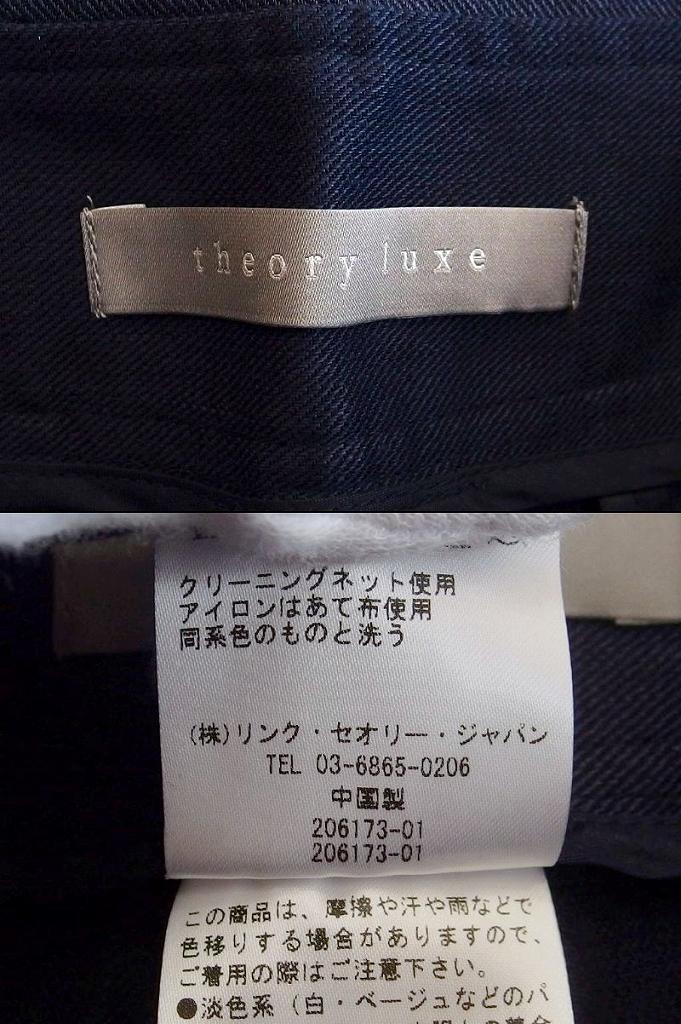 theory luxe
クリーニングネット使用
アイロンはあて布使用
同系色のものと洗う
(株)リンク・セオリー・ジャパン
TEL 03-6865-0206
中国製
206173-01
206173-01
この商品は、摩擦や汗や雨などで
色移りする場合がありますので、
ご着用の際はご注意下さい。
●淡色系(白・ベージュなどのパ